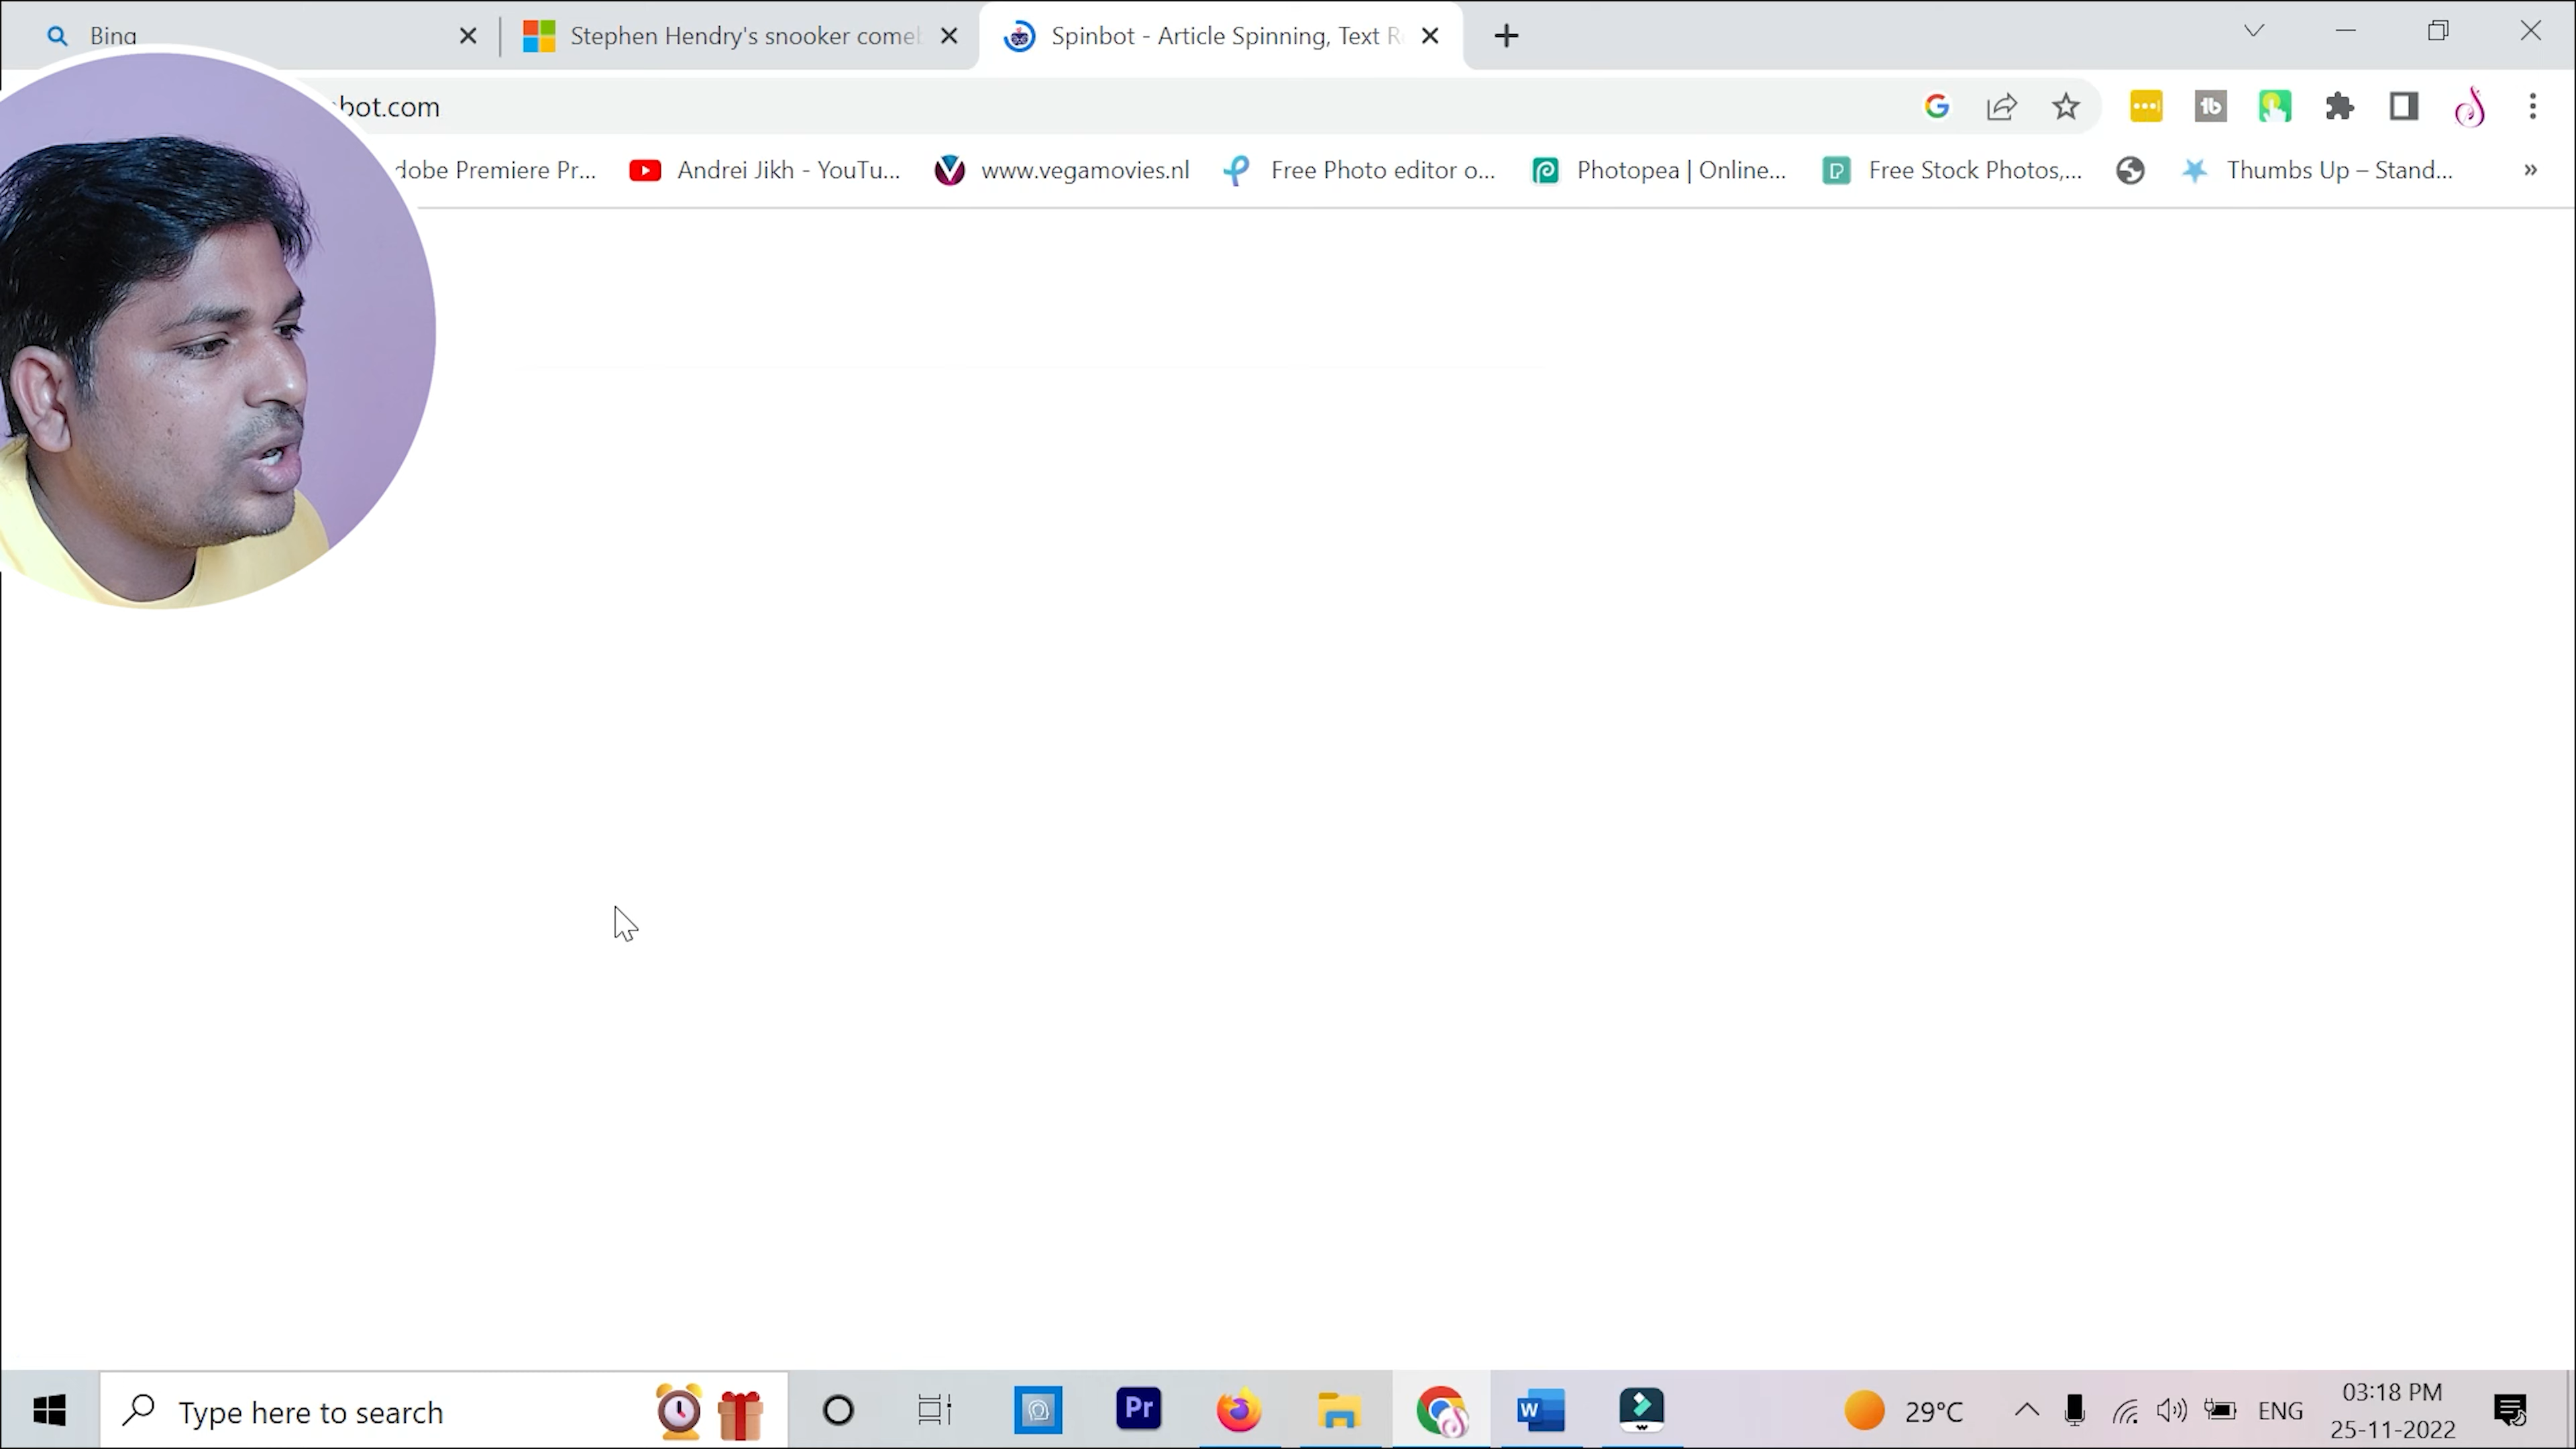 Bing
Stephen Hendry's snooker come
Spinbot - Article Spinning, Text R
bot.com
dobe Premiere Pr...
Andrei Jikh - YouTu...
www.vegamovies.nl
Free Photo editor o...
Photopea | Online...
Free Stock Photos,...
Thumbs Up – Stand...
»
Type here to search
Pr
W
29°C
ENG
03:18 PM
25-11-2022